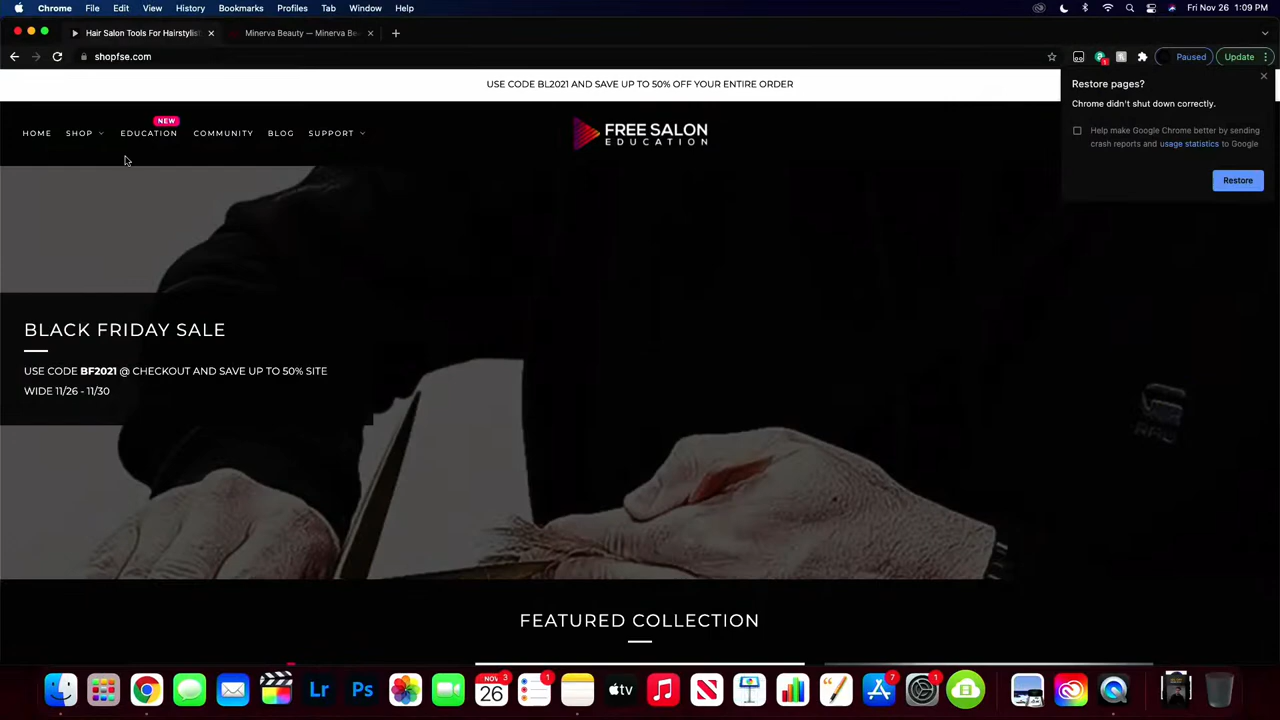 Chrome File Edit View History Bookmarks Profiles Tab Window Help Fri Nov 26 1:09 PM
Hair Salon Tools For Hairstylist Minerva Beauty — Minerva Be
shopfse.com Paused Update
USE CODE BL2021 AND SAVE UP TO 50% OFF YOUR ENTIRE ORDER
Restore pages?
Chrome didn't shut down correctly.
Help make Google Chrome better by sending
crash reports and usage statistics to Google
Restore
NEW
HOME SHOP EDUCATION COMMUNITY BLOG SUPPORT
FREE SALON
EDUCATION
BLACK FRIDAY SALE
USE CODE BF2021 @ CHECKOUT AND SAVE UP TO 50% SITE
WIDE 11/26 - 11/30
FEATURED COLLECTION
NOV 3
26
Lr
Ps
1
tv
7
1